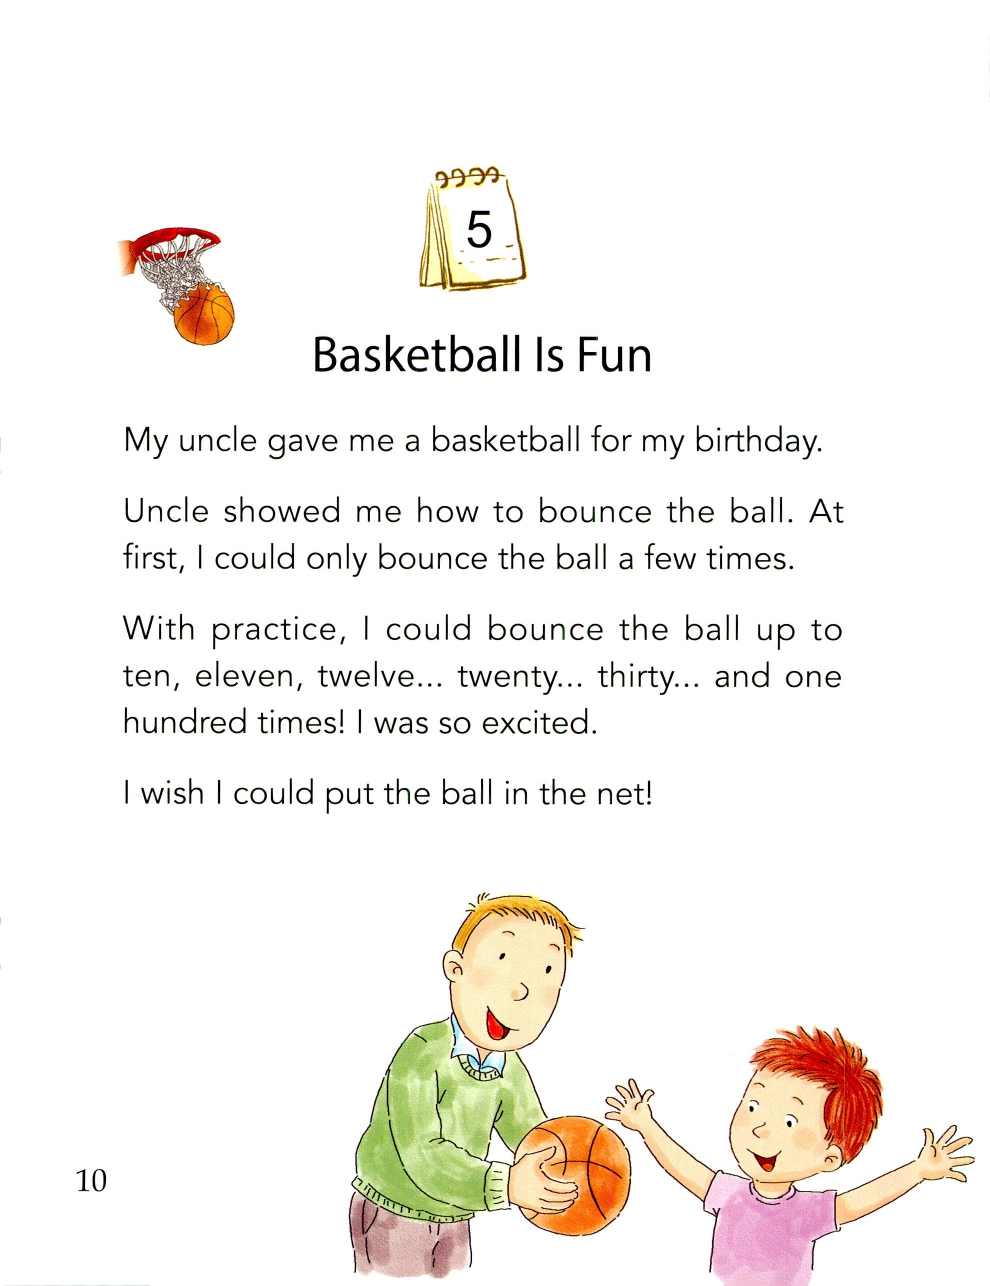 5
Basketball Is Fun
My uncle gave me a basketball for my birthday.
Uncle showed me how to bounce the ball. At
first, I could only bounce the ball a few times.
With practice, I could bounce the ball up to
ten, eleven, twelve... twenty... thirty... and one
hundred times! I was so excited.
I wish I could put the ball in the net!
10